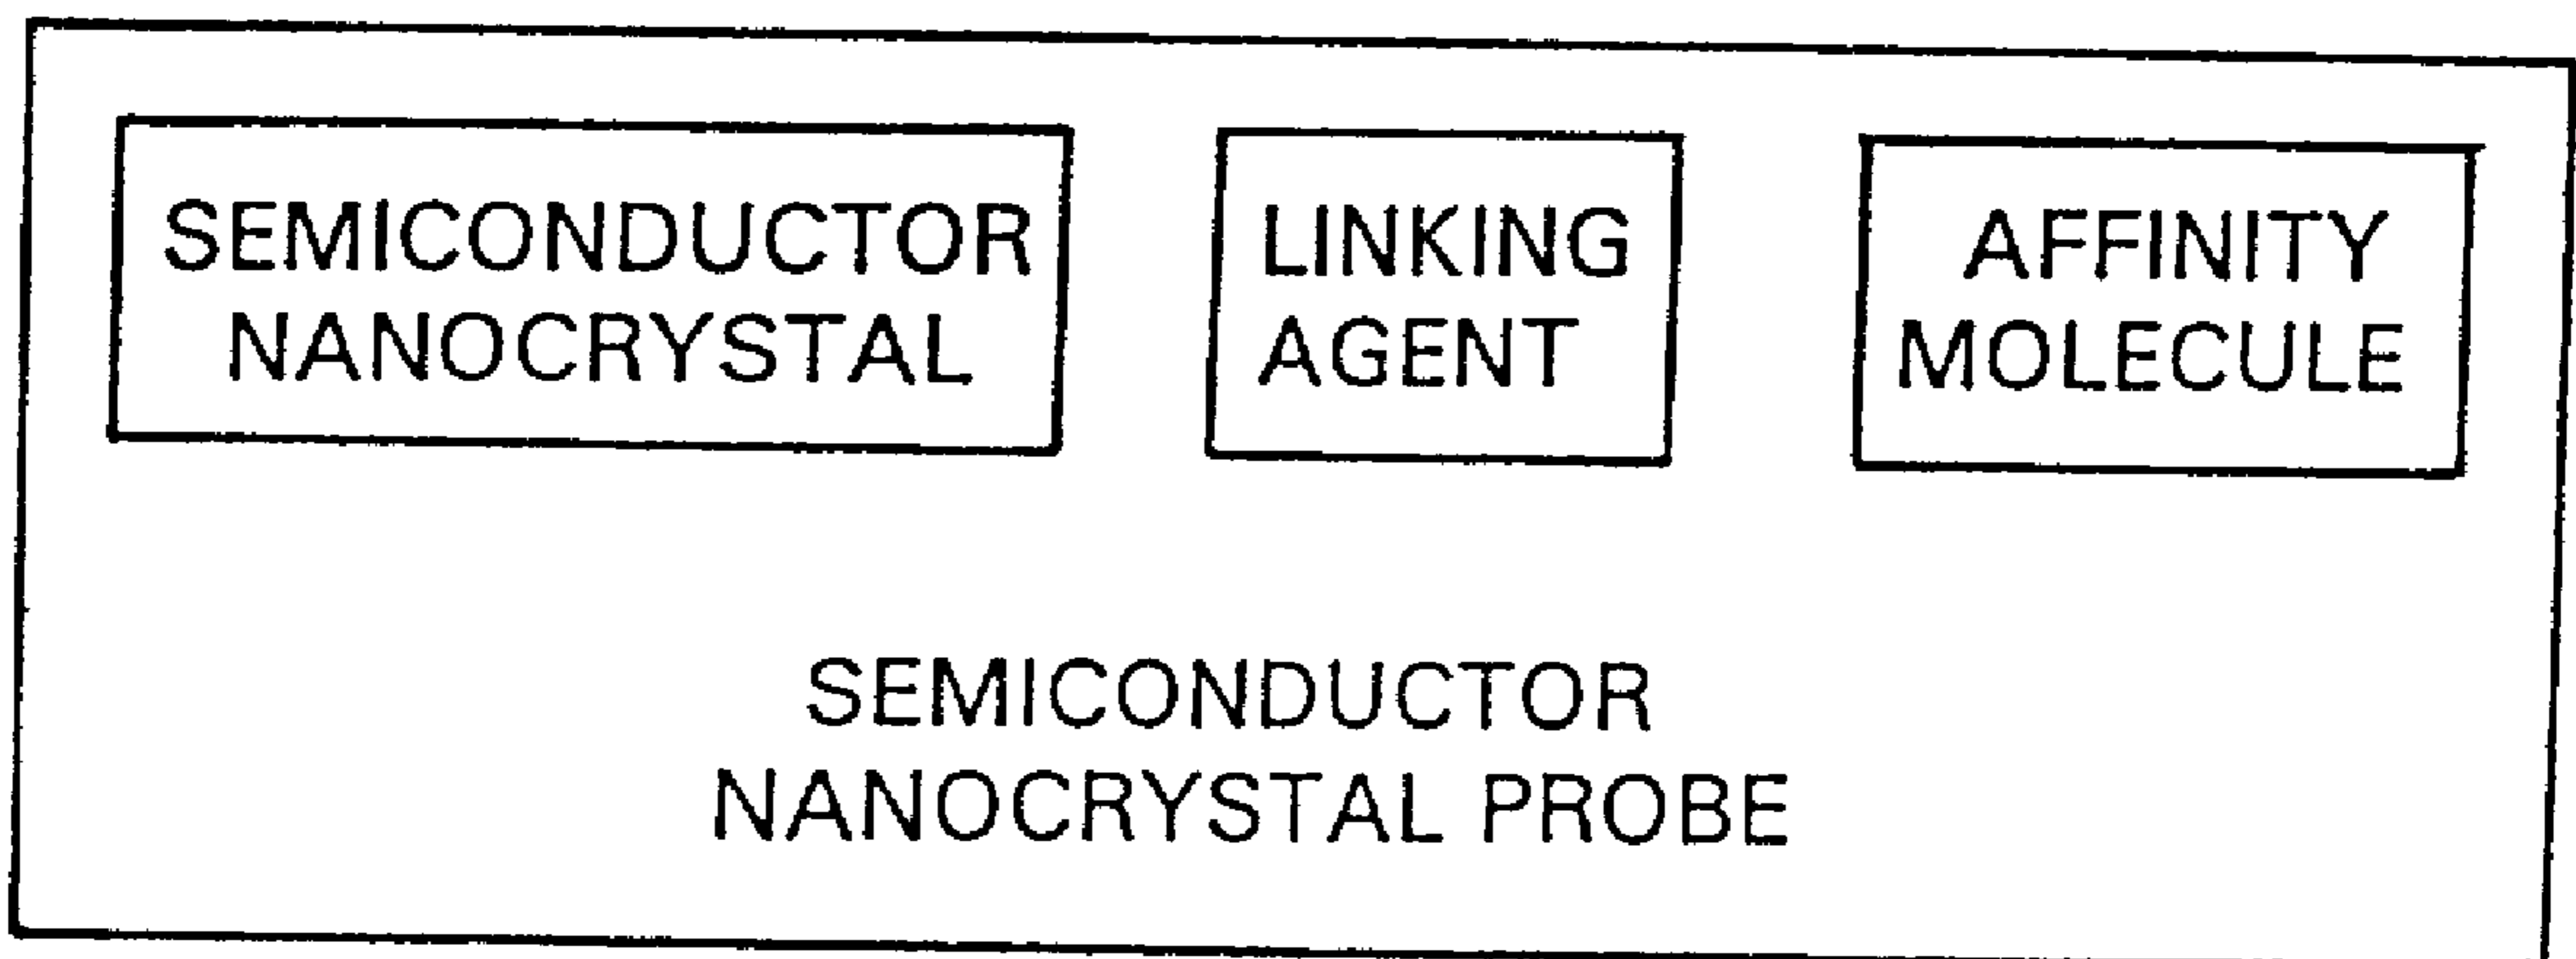 SEMICONDUCTOR
NANOCRYSTAL
LINKING
AGENT
AFFINITY
MOLECULE
SEMICONDUCTOR
NANOCRYSTAL PROBE